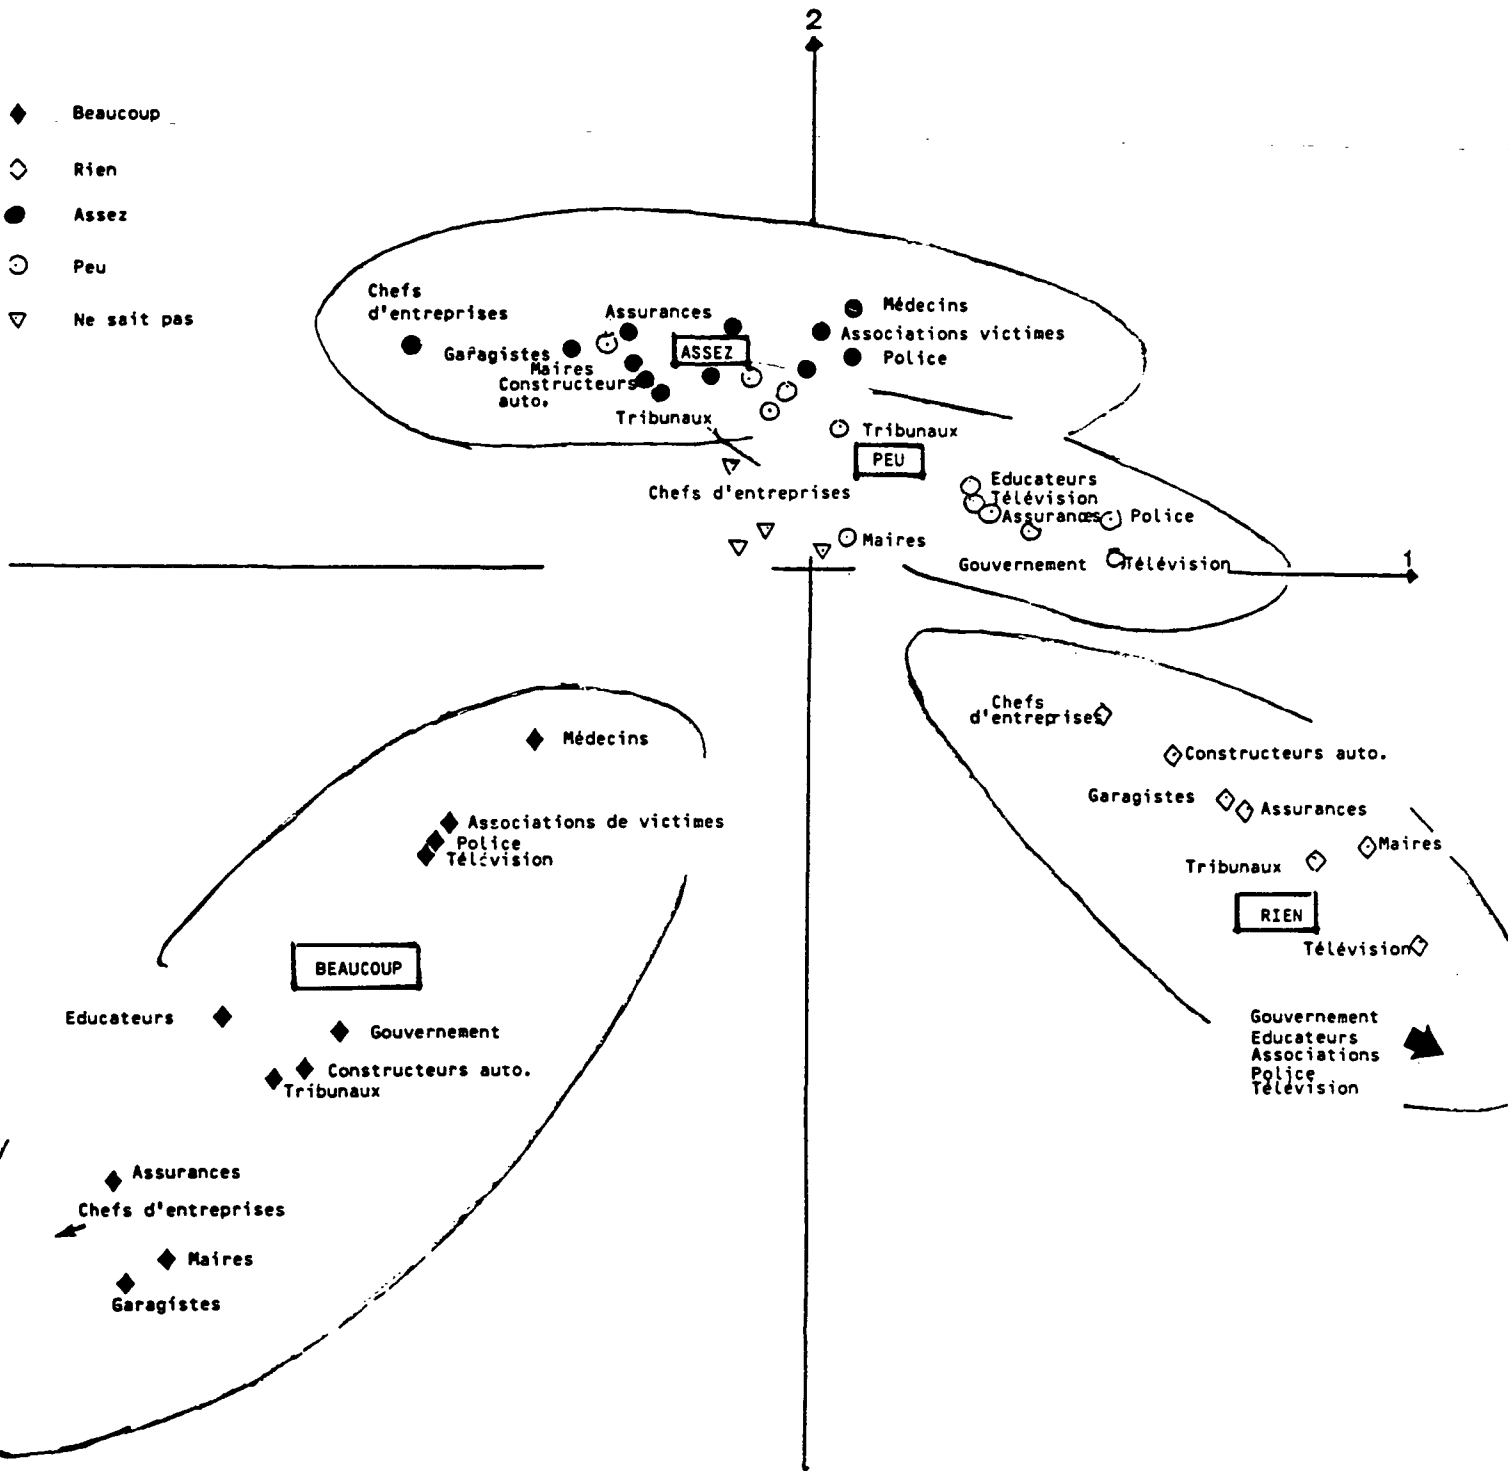 2
Beaucoup
Rien
Assez
Peu
Ne sait pas
Chefs
d'entreprises
Assurances
Médecins
Associations victimes
Garagistes
ASSEZ
Police
Maires
Constructeurs
auto.
Tribunaux
Tribunaux
PEU
Chefs d'entreprises
Educateurs
Télévision
Assurances
Police
Maires
Gouvernement
Télévision
1
Chefs
d'entreprises
Médecins
Constructeurs auto.
Garagistes
Assurances
Associations de victimes
Police
Télévision
Maires
Tribunaux
RIEN
Télévision
BEAUCOUP
Educateurs
Gouvernement
Constructeurs auto.
Tribunaux
Gouvernement
Educateurs
Associations
Police
Télévision
Assurances
Chefs d'entreprises
Maires
Garagistes